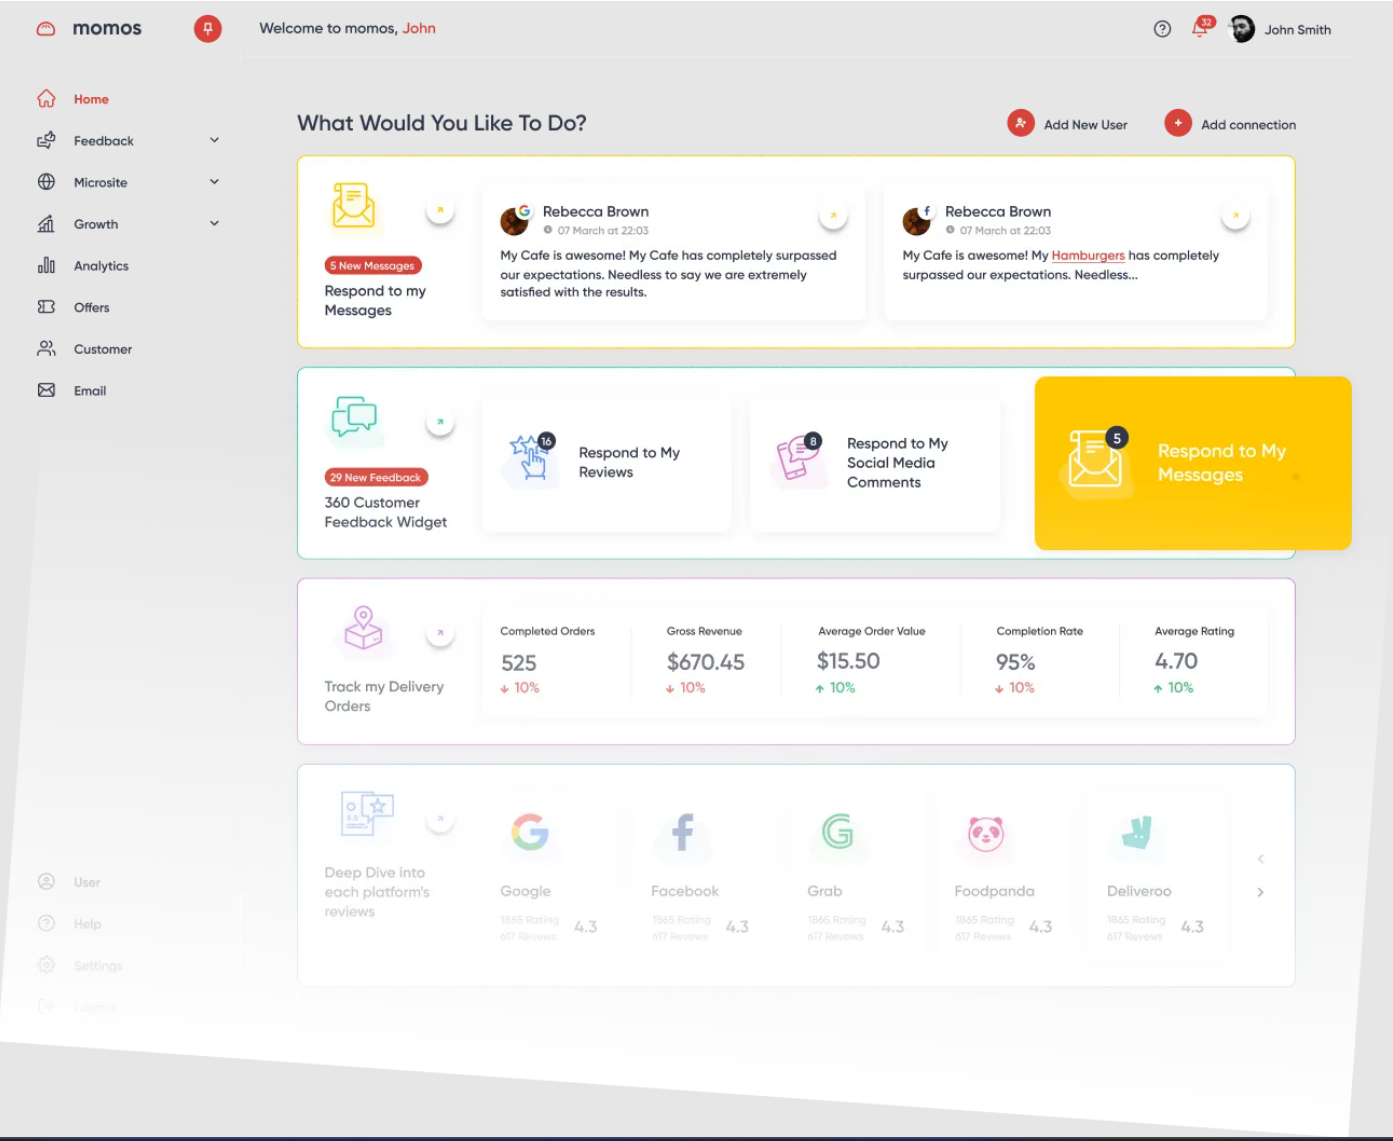 momos
Welcome to momos, John
32
John Smith
Home
Feedback
Microsite
Growth
Analytics
Offers
Customer
Email
User
Help
Settings
Logout
What Would You Like To Do?
Add New User
Add connection
5 New Messages
Respond to my
Messages
Rebecca Brown
07 March at 22:03
My Cafe is awesome! My Cafe has completely surpassed
our expectations. Needless to say we are extremely
satisfied with the results.
Rebecca Brown
07 March at 22:03
My Cafe is awesome! My Hamburgers has completely
surpassed our expectations. Needless...
29 New Feedback
360 Customer
Feedback Widget
16
Respond to My
Reviews
8
Respond to My
Social Media
Comments
5
Respond to My
Messages
Track my Delivery
Orders
Completed Orders
525
10%
Gross Revenue
$670.45
10%
Average Order Value
$15.50
10%
Completion Rate
95%
10%
Average Rating
4.70
10%
5.0
Deep Dive into
each platform's
reviews
Google
1865 Rating
617 Revews
4.3
Facebook
1865 Rating
617 Revews
4.3
Grab
1865 Rating
617 Revews
4.3
Foodpanda
1865 Rating
617 Revews
4.3
Deliveroo
1865 Rating
617 Revews
4.3